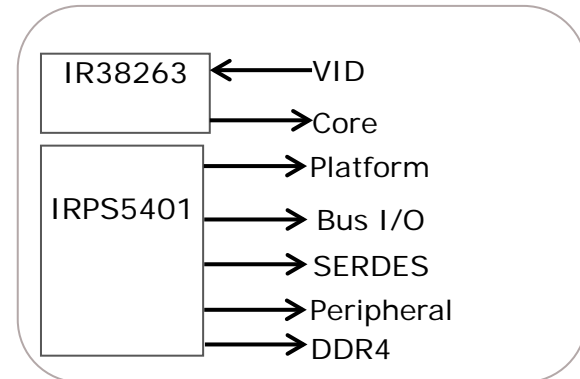 IR38263
VID
Core
Platform
IRPS5401
Bus I/O
SERDES
Peripheral
DDR4